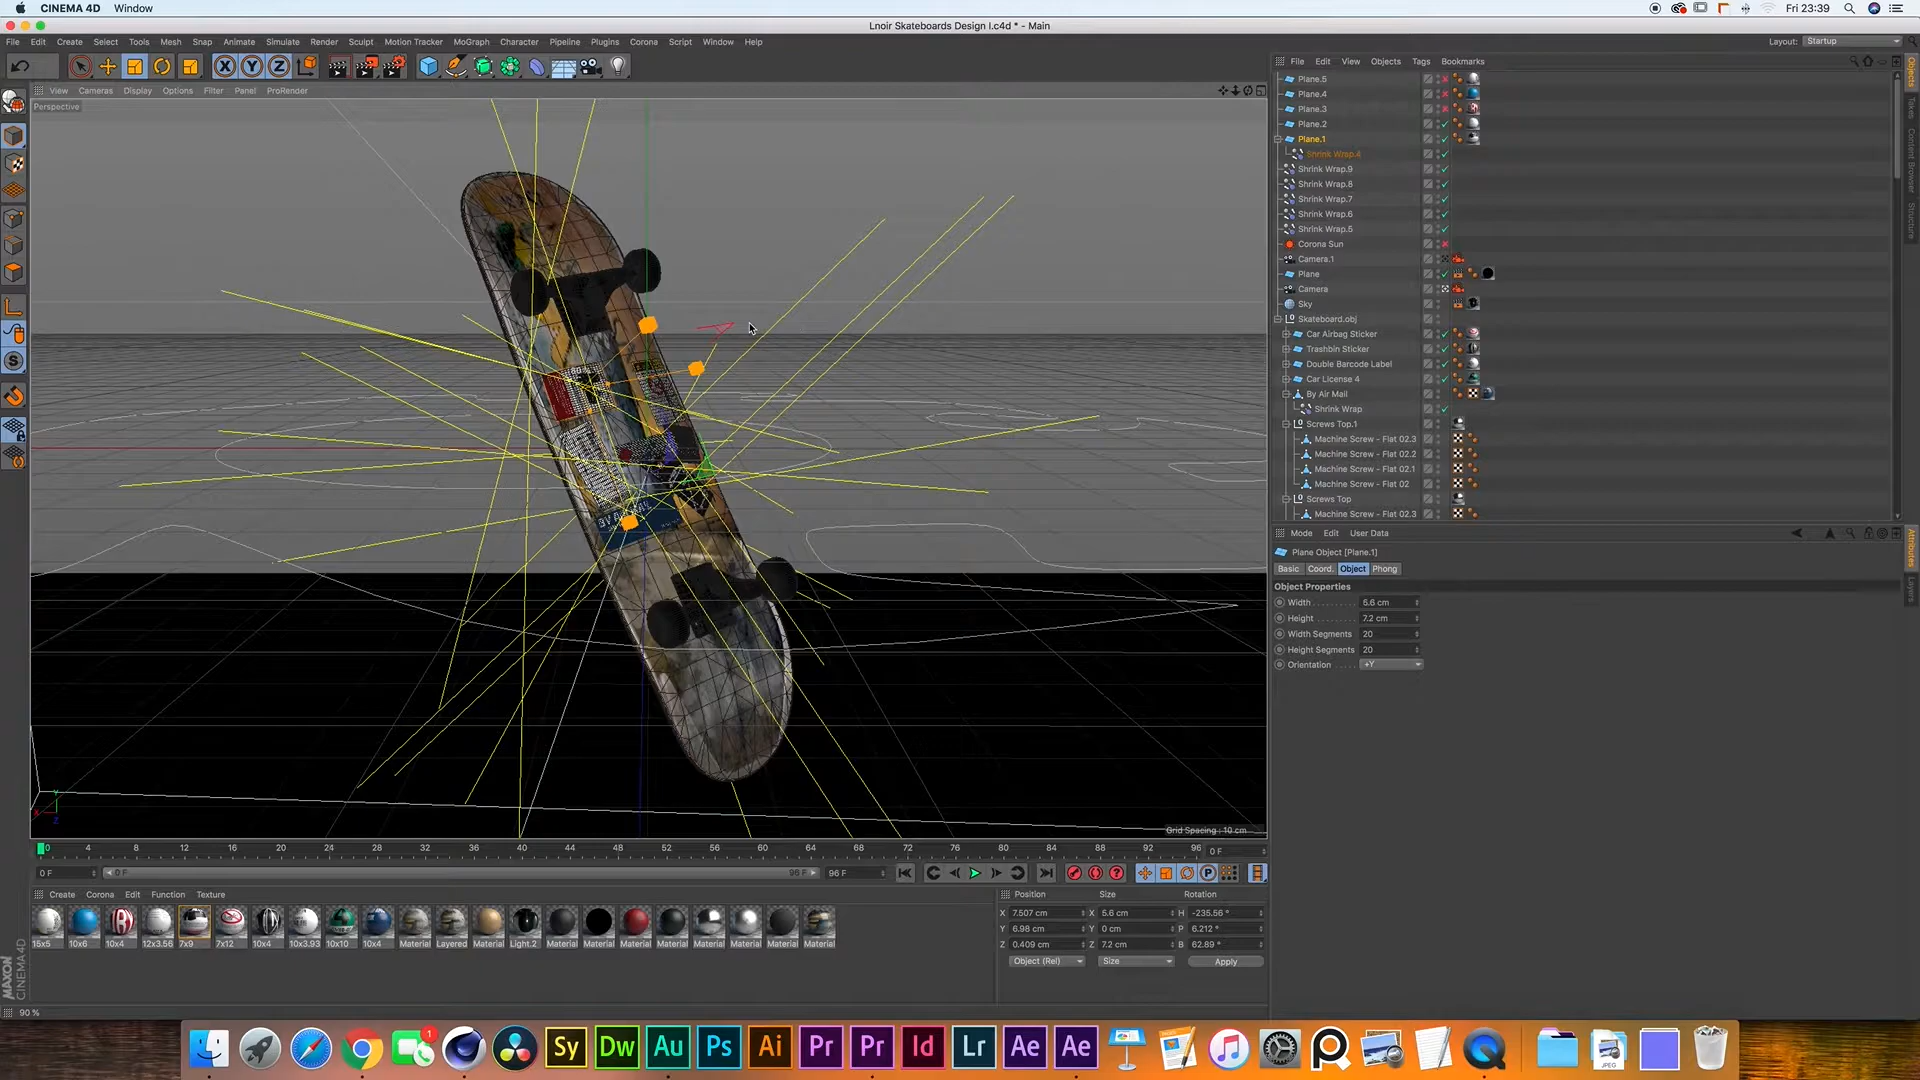 CINEMA 4D Window Fri 23:39
Lnoir Skateboards Design I.c4d * - Main
File Edit Create Select Tools Mesh Snap Animate Simulate Render Sculpt Motion Tracker MoGraph Character Pipeline Plugins Corona Script Window Help Layout: Startup
X Y Z
File Edit View Objects Tags Bookmarks
View Cameras Display Options Filter Panel ProRender
Perspective
Plane.5
Plane.4
Plane.3
Plane.2
Plane.1
Shrink Wrap.4
Shrink Wrap.9
Shrink Wrap.8
Shrink Wrap.7
Shrink Wrap.6
Shrink Wrap.5
Corona Sun
Camera.1
Plane
Camera
Sky
Skateboard.obj
Car Airbag Sticker
Trashbin Sticker
Double Barcode Label
Car License 4
By Air Mail
Shrink Wrap
Screws Top.1
Machine Screw - Flat 02.3
Machine Screw - Flat 02.2
Machine Screw - Flat 02.1
Machine Screw - Flat 02
Screws Top
Machine Screw - Flat 02.3
Objects
Takes
Content Browser
Structure
Mode Edit User Data
Plane Object [Plane.1]
Basic Coord. Object Phong
Object Properties
Width 5.6 cm
Height 7.2 cm
Width Segments 20
Height Segments 20
Orientation +Y
Attributes
Layers
Grid Spacing : 10 cm
0 4 8 12 16 20 24 28 32 36 40 44 48 52 56 60 64 68 72 76 80 84 88 92 96 0 F
0 F 0 F 96 F 96 F
Create Corona Edit Function Texture
15x5 10x6 10x4 12x3.56 7x9 7x12 10x4 10x3.93 10x10 10x4 Material Layered Material Light.2 Material Material Material Material Material Material Material Material
Position Size Rotation
X 7.507 cm X 5.6 cm H -235.56 °
Y 6.98 cm Y 0 cm P 6.212 °
Z 0.409 cm Z 7.2 cm B 62.89 °
Object (Rel) Size Apply
MAXON
CINEMA 4D
90 %
1 Sy Dw Au Ps Ai Pr Pr Id Lr Ae Ae JPEG